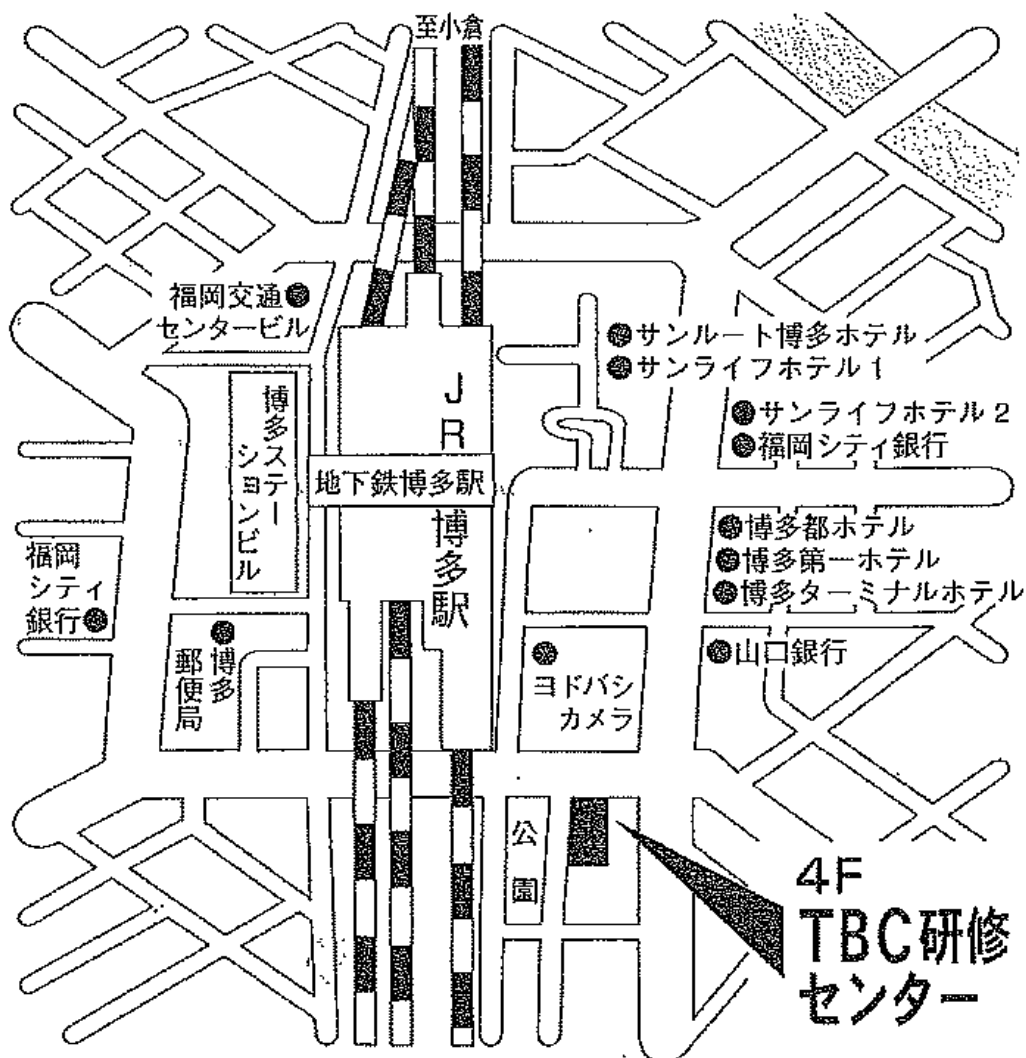 至小倉
福岡交通
センタービル
サンルート博多ホテル
サンライフホテル1
JR博多駅
博多ステー
ションビル
サンライフホテル2
福岡シティ銀行
地下鉄博多駅
博多都ホテル
博多第一ホテル
博多ターミナルホテル
福岡
シティ
銀行
博多
郵便局
ヨドバシ
カメラ
山口銀行
公園
4F
TBC研修
センター